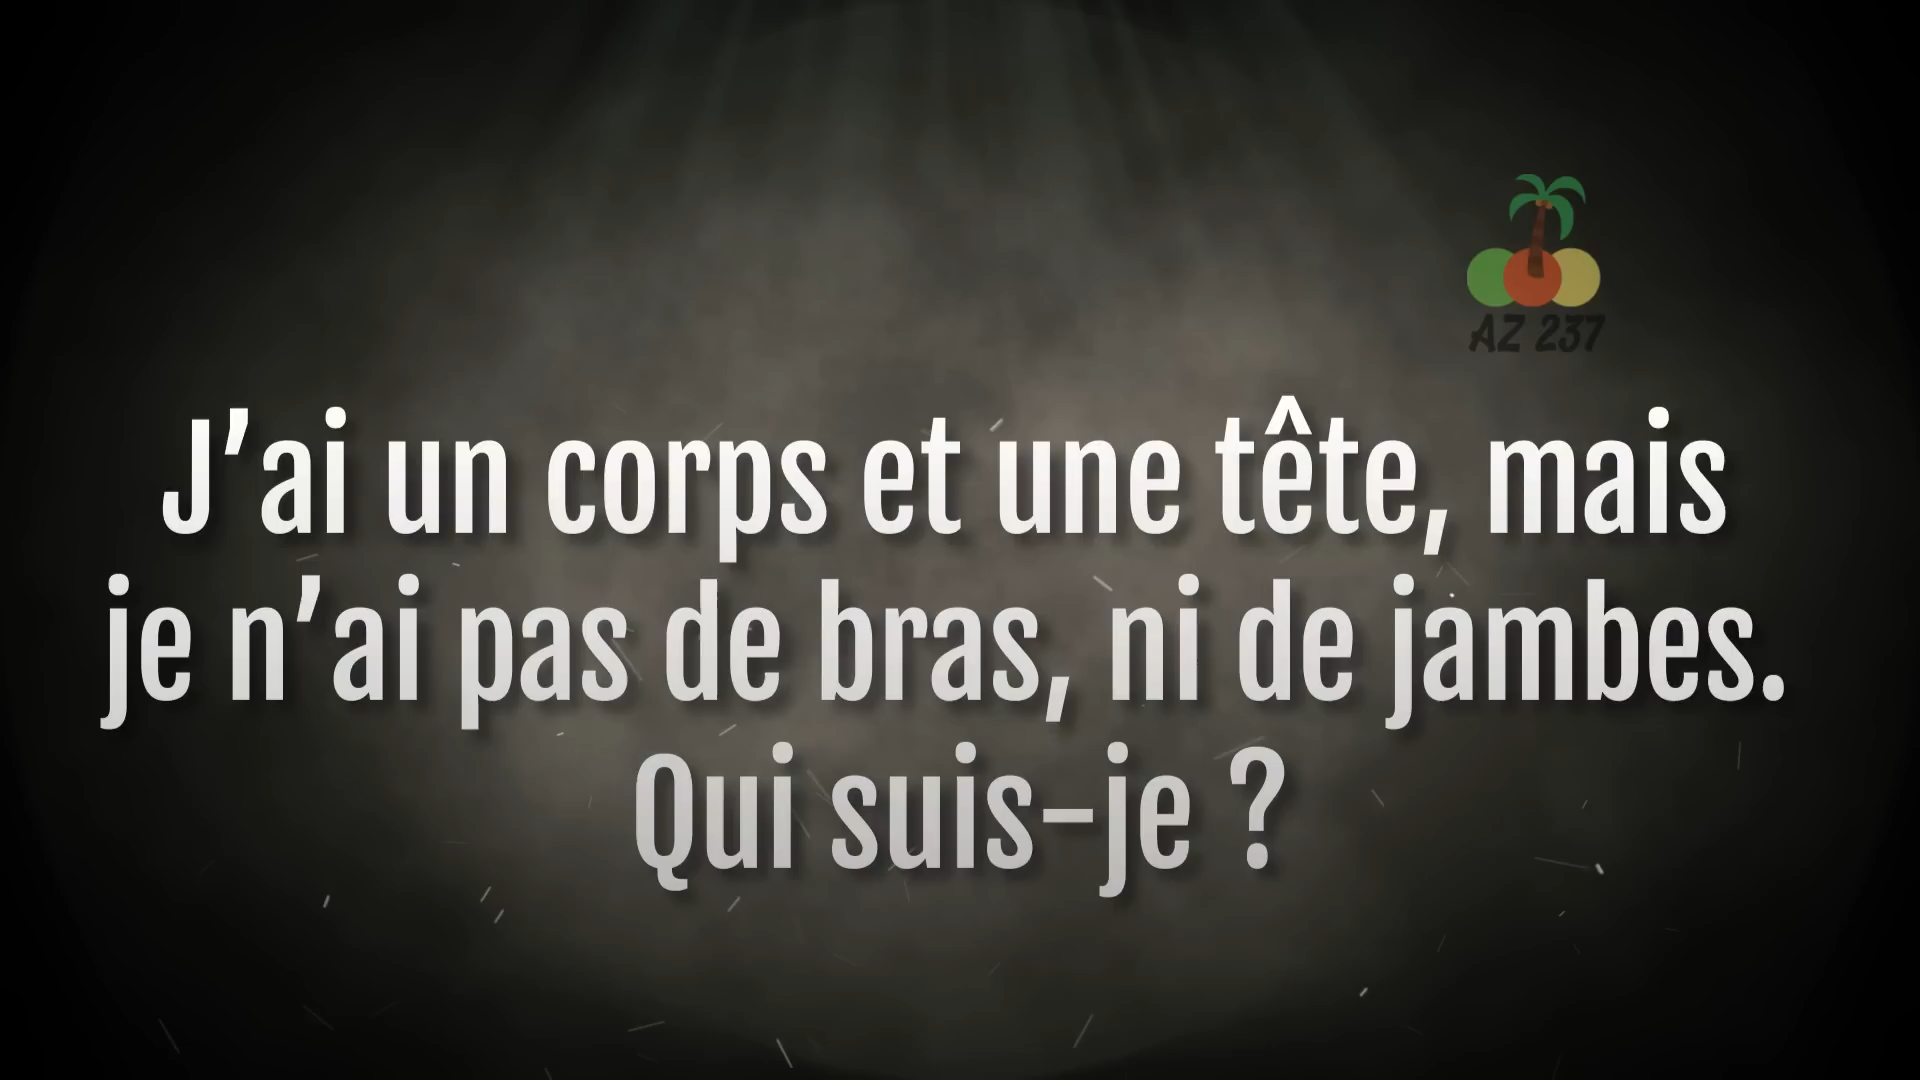 AZ 237
J’ai un corps et une tête, mais
je n’ai pas de bras, ni de jambes.
Qui suis-je ?